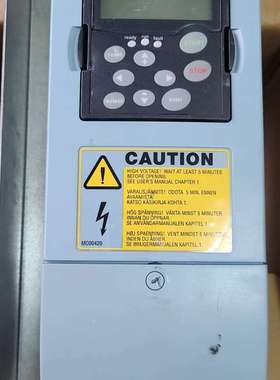 ready run fault
START
STOP
reset
select
enter
CAUTION
HIGH VOLTAGE! WAIT AT LEAST 5 MINUTES
BEFORE OPENING.
SEE USER'S MANUAL CHAPTER 1.
VARAUSJÄNNITE! ODOTA 5 MIN, ENNEN
AVAAMISTA!
KATSO KÄSIKIRJA KOHTA 1.
HÖG SPÄNNING! VÄNTA MINST 5 MINUTER
INNAN DU ÖPPNAR.
SE ANVÄNDARMANUALEN KAPITEL 1.
HØJ SPÆNDING! VENT MINDST 5 MINUTER
INDEN DU ÅBNER.
SE BRUGERMANUALEN KAPITEL 1.
MC00420